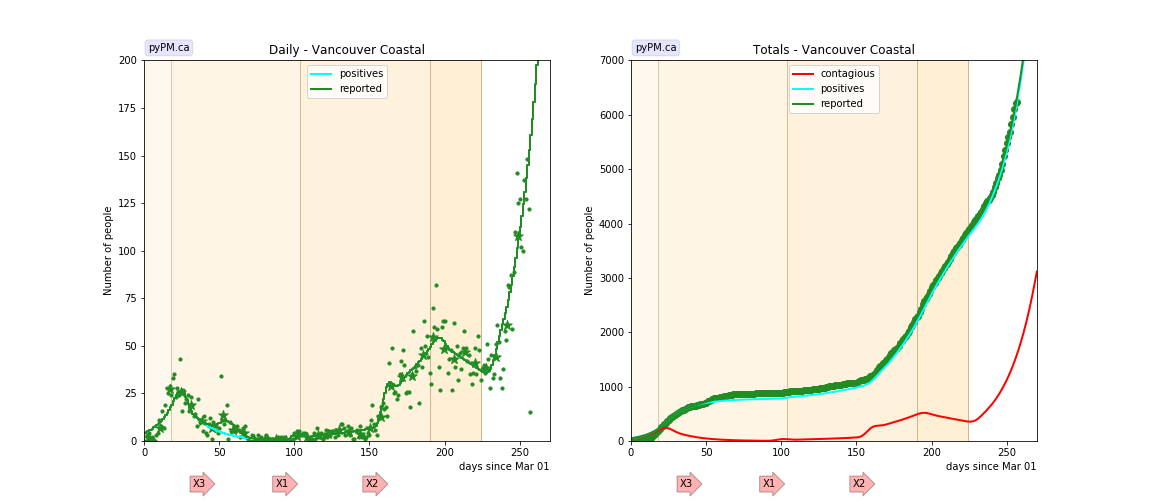 pyPM.ca
Daily - Vancouver Coastal
positives
reported
Number of people
200
175
150
125
100
75
50
25
0
0 50 100 150 200 250
days since Mar 01
X3 X1 X2
pyPM.ca
Totals - Vancouver Coastal
contagious
positives
reported
Number of people
7000
6000
5000
4000
3000
2000
1000
0
0 50 100 150 200 250
days since Mar 01
X3 X1 X2